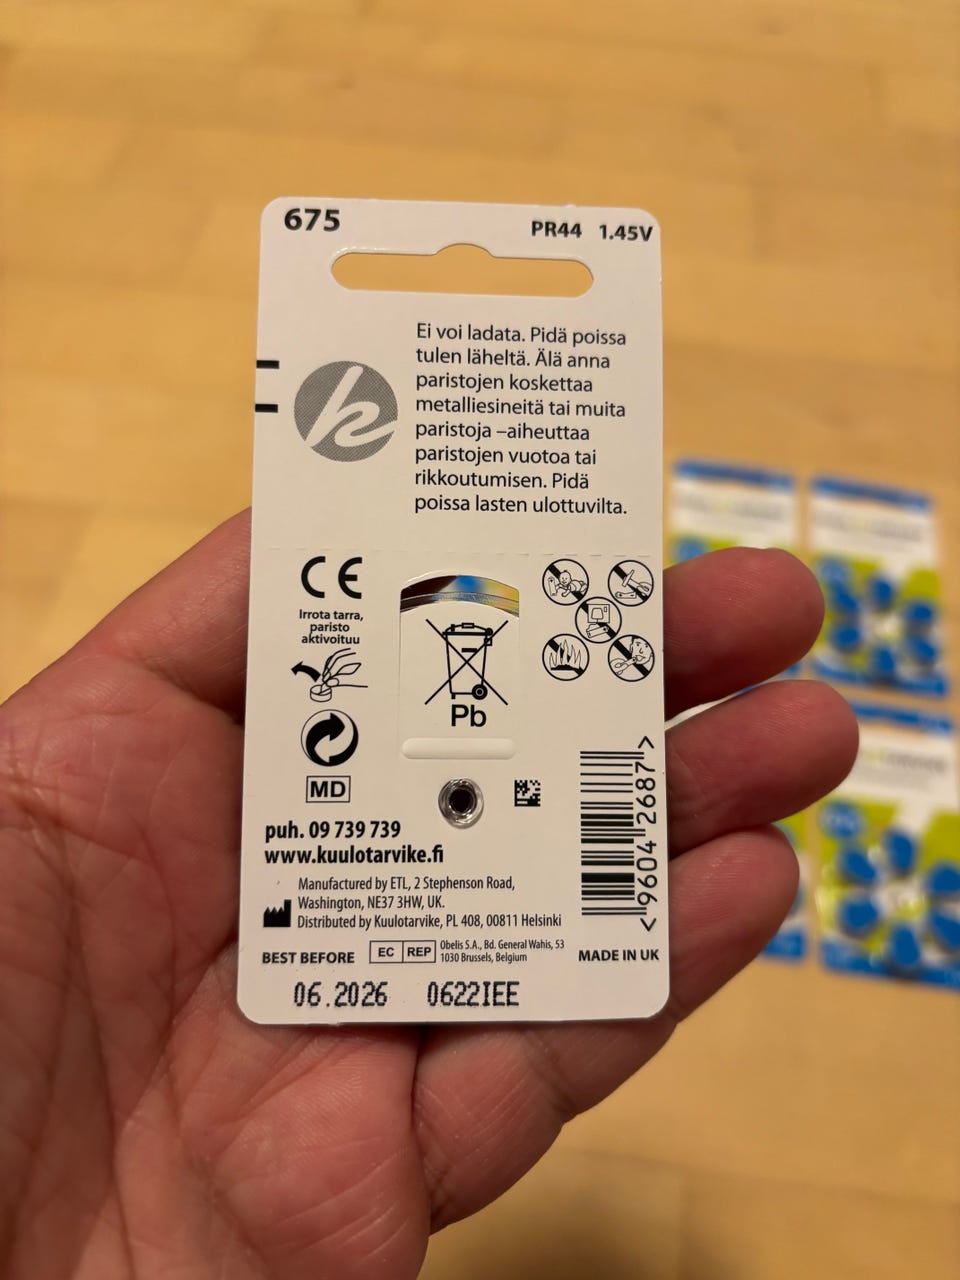 675
PR44 1.45V
Ei voi ladata. Pidä poissa
tulen läheltä. Älä anna
paristojen koskettaa
metalliesineitä tai muita
paristoja –aiheuttaa
paristojen vuotoa tai
rikkoutumisen. Pidä
poissa lasten ulottuvilta.
k
CE
Irrota tarra,
paristo
aktivoituu
Pb
MD
puh. 09 739 739
www.kuulotarvike.fi
Manufactured by ETL, 2 Stephenson Road,
Washington, NE37 3HW, UK.
Distributed by Kuulotarvike, PL 408, 00811 Helsinki
<9604 2687>
BEST BEFORE
EC REP
Obelis S.A., Bd. General Wahis, 53
1030 Brussels, Belgium
MADE IN UK
06.2026 0622IEE